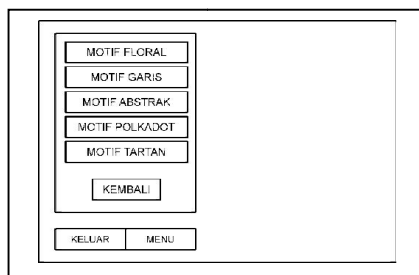 MOTIF FLORAL
MOTIF GARIS
MOTIF ABSTRAK
MOTIF POLKADOT
MOTIF TARTAN
KEMBALI
KELUAR MENU